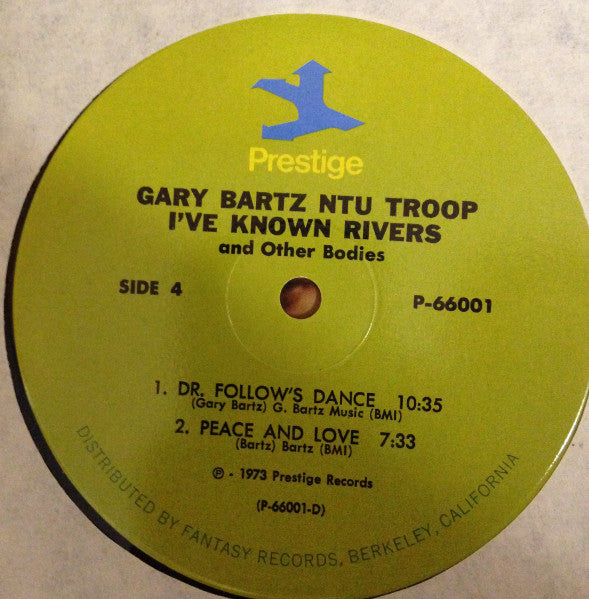 Prestige
GARY BARTZ NTU TROOP
I'VE KNOWN RIVERS
and Other Bodies
SIDE 4
P-66001
1. DR. FOLLOW'S DANCE 10:35
(Gary Bartz) G. Bartz Music (BMI)
2. PEACE AND LOVE 7:33
(Bartz) Bartz (BMI)
℗ - 1973 Prestige Records
(P-66001-D)
DISTRIBUTED BY FANTASY RECORDS, BERKELEY, CALIFORNIA